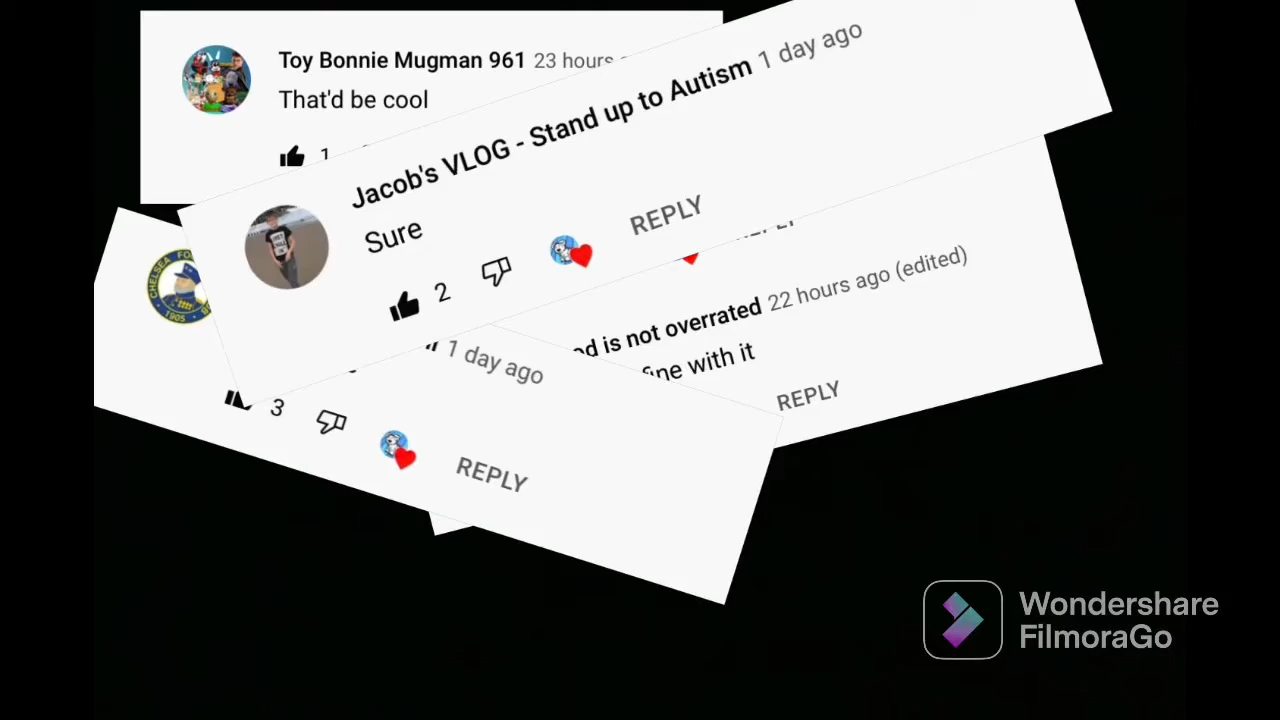 Toy Bonnie Mugman 961 23 hours
That'd be cool
1
Jacob's VLOG - Stand up to Autism 1 day ago
Sure
2
REPLY
is not overrated 22 hours ago (edited)
with it
REPLY
CHELSEA
1905
1 day ago
3
REPLY
Wondershare
FilmoraGo